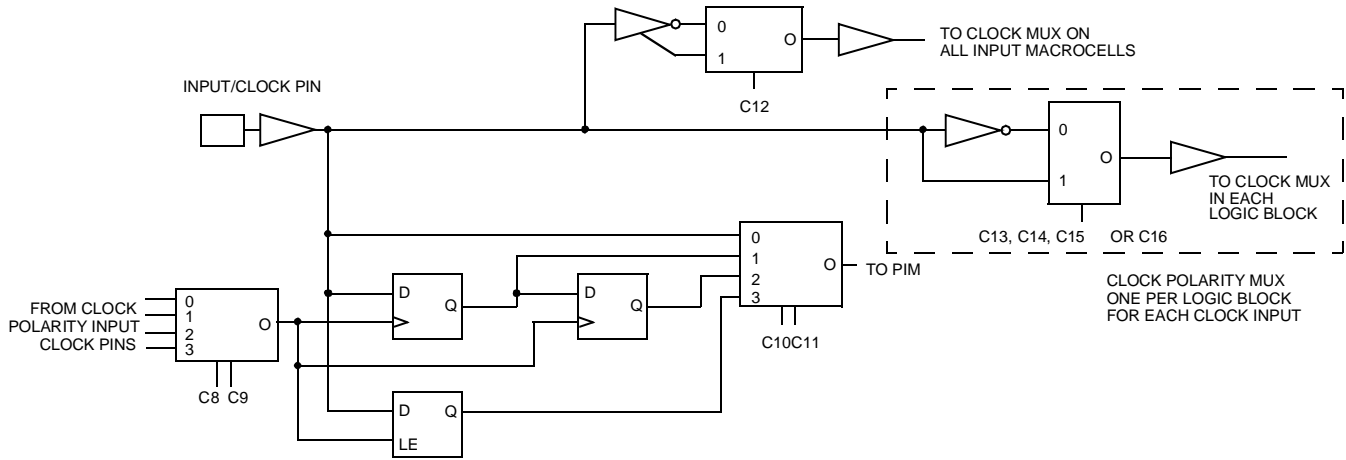 0
O
1
C12
TO CLOCK MUX ON
ALL INPUT MACROCELLS
INPUT/CLOCK PIN
0
O
1
TO CLOCK MUX
IN EACH
LOGIC BLOCK
C13, C14, C15 OR C16
CLOCK POLARITY MUX
ONE PER LOGIC BLOCK
FOR EACH CLOCK INPUT
0
1
2
3
O
TO PIM
C10C11
FROM CLOCK
POLARITY INPUT
CLOCK PINS
0
1
2
3
O
C8 C9
D
Q
D
Q
D
Q
LE